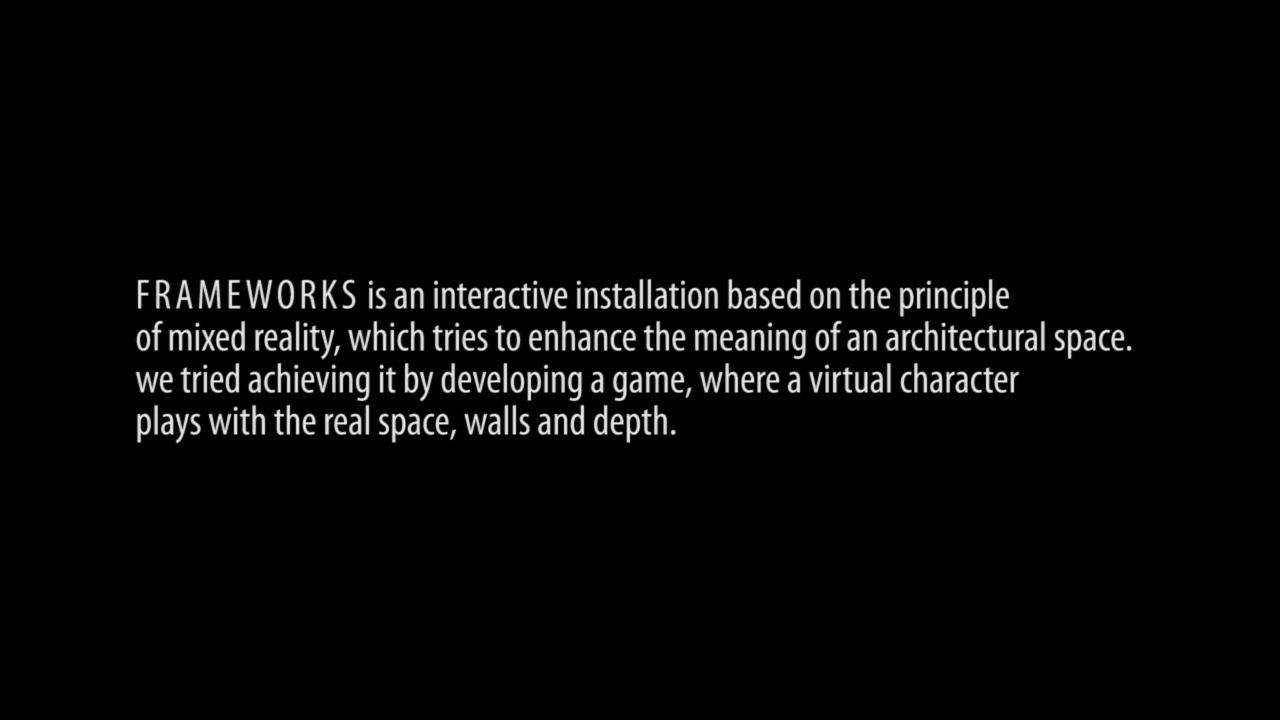 FRAMEWORKS is an interactive installation based on the principle
of mixed reality, which tries to enhance the meaning of an architectural space.
we tried achieving it by developing a game, where a virtual character
plays with the real space, walls and depth.